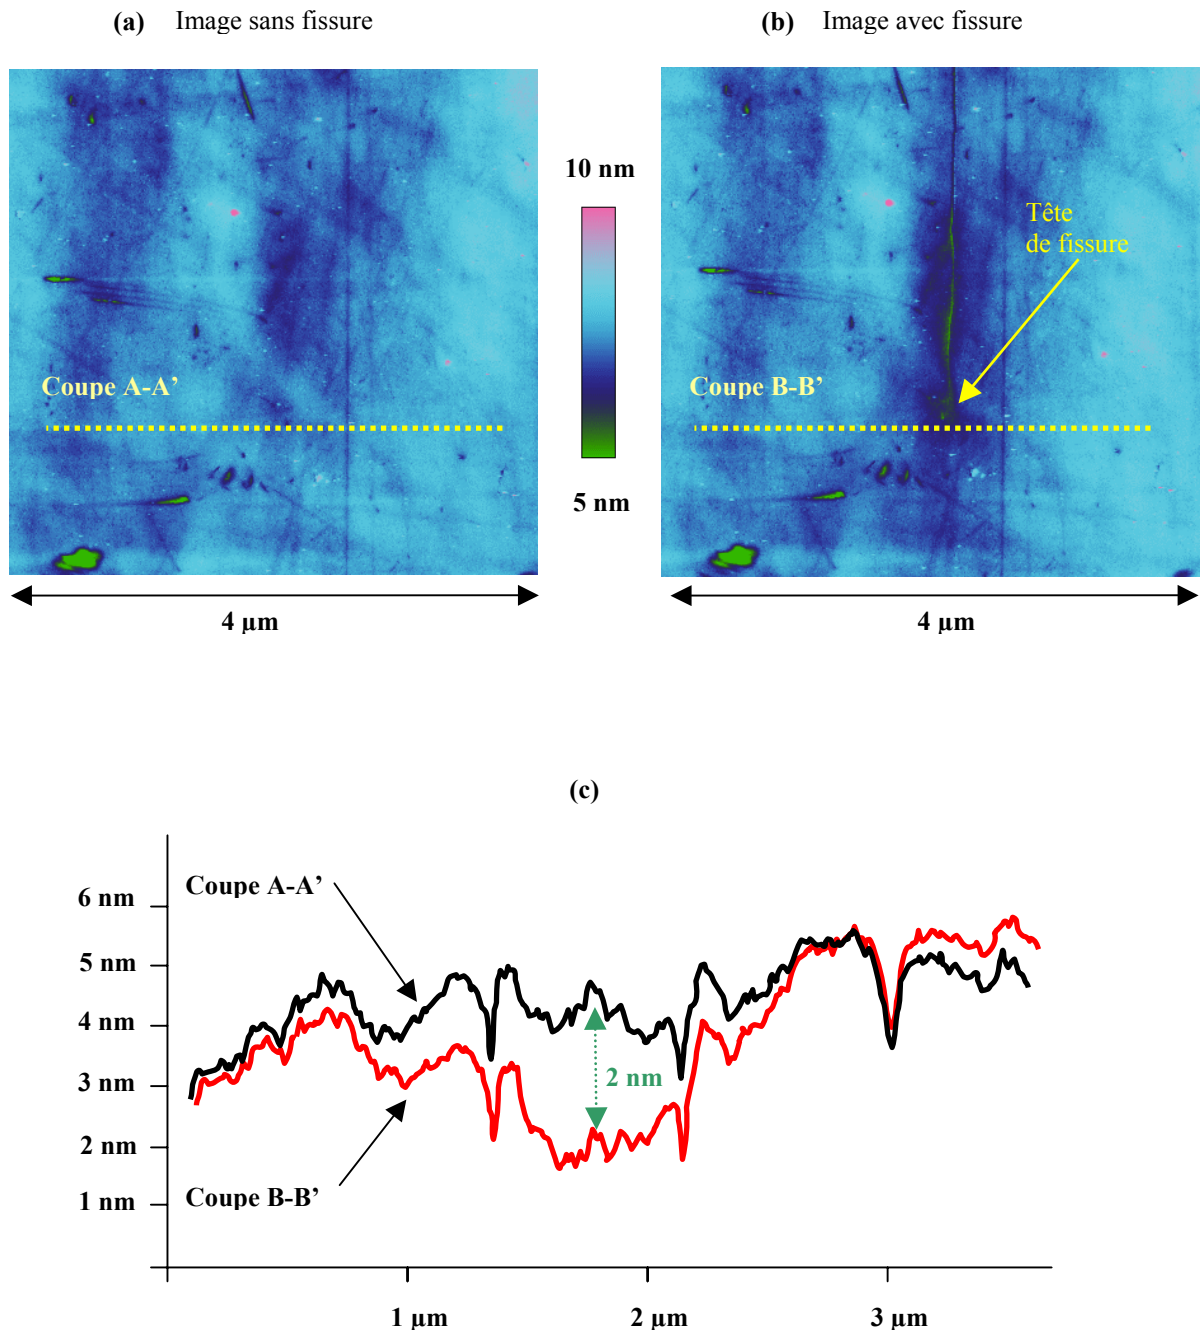 (a) Image sans fissure
(b) Image avec fissure
10 nm
5 nm
Coupe A-A’
4 µm
Tête
de fissure
Coupe B-B’
4 µm
(c)
6 nm
5 nm
4 nm
3 nm
2 nm
1 nm
Coupe A-A’
2 nm
Coupe B-B’
1 µm
2 µm
3 µm